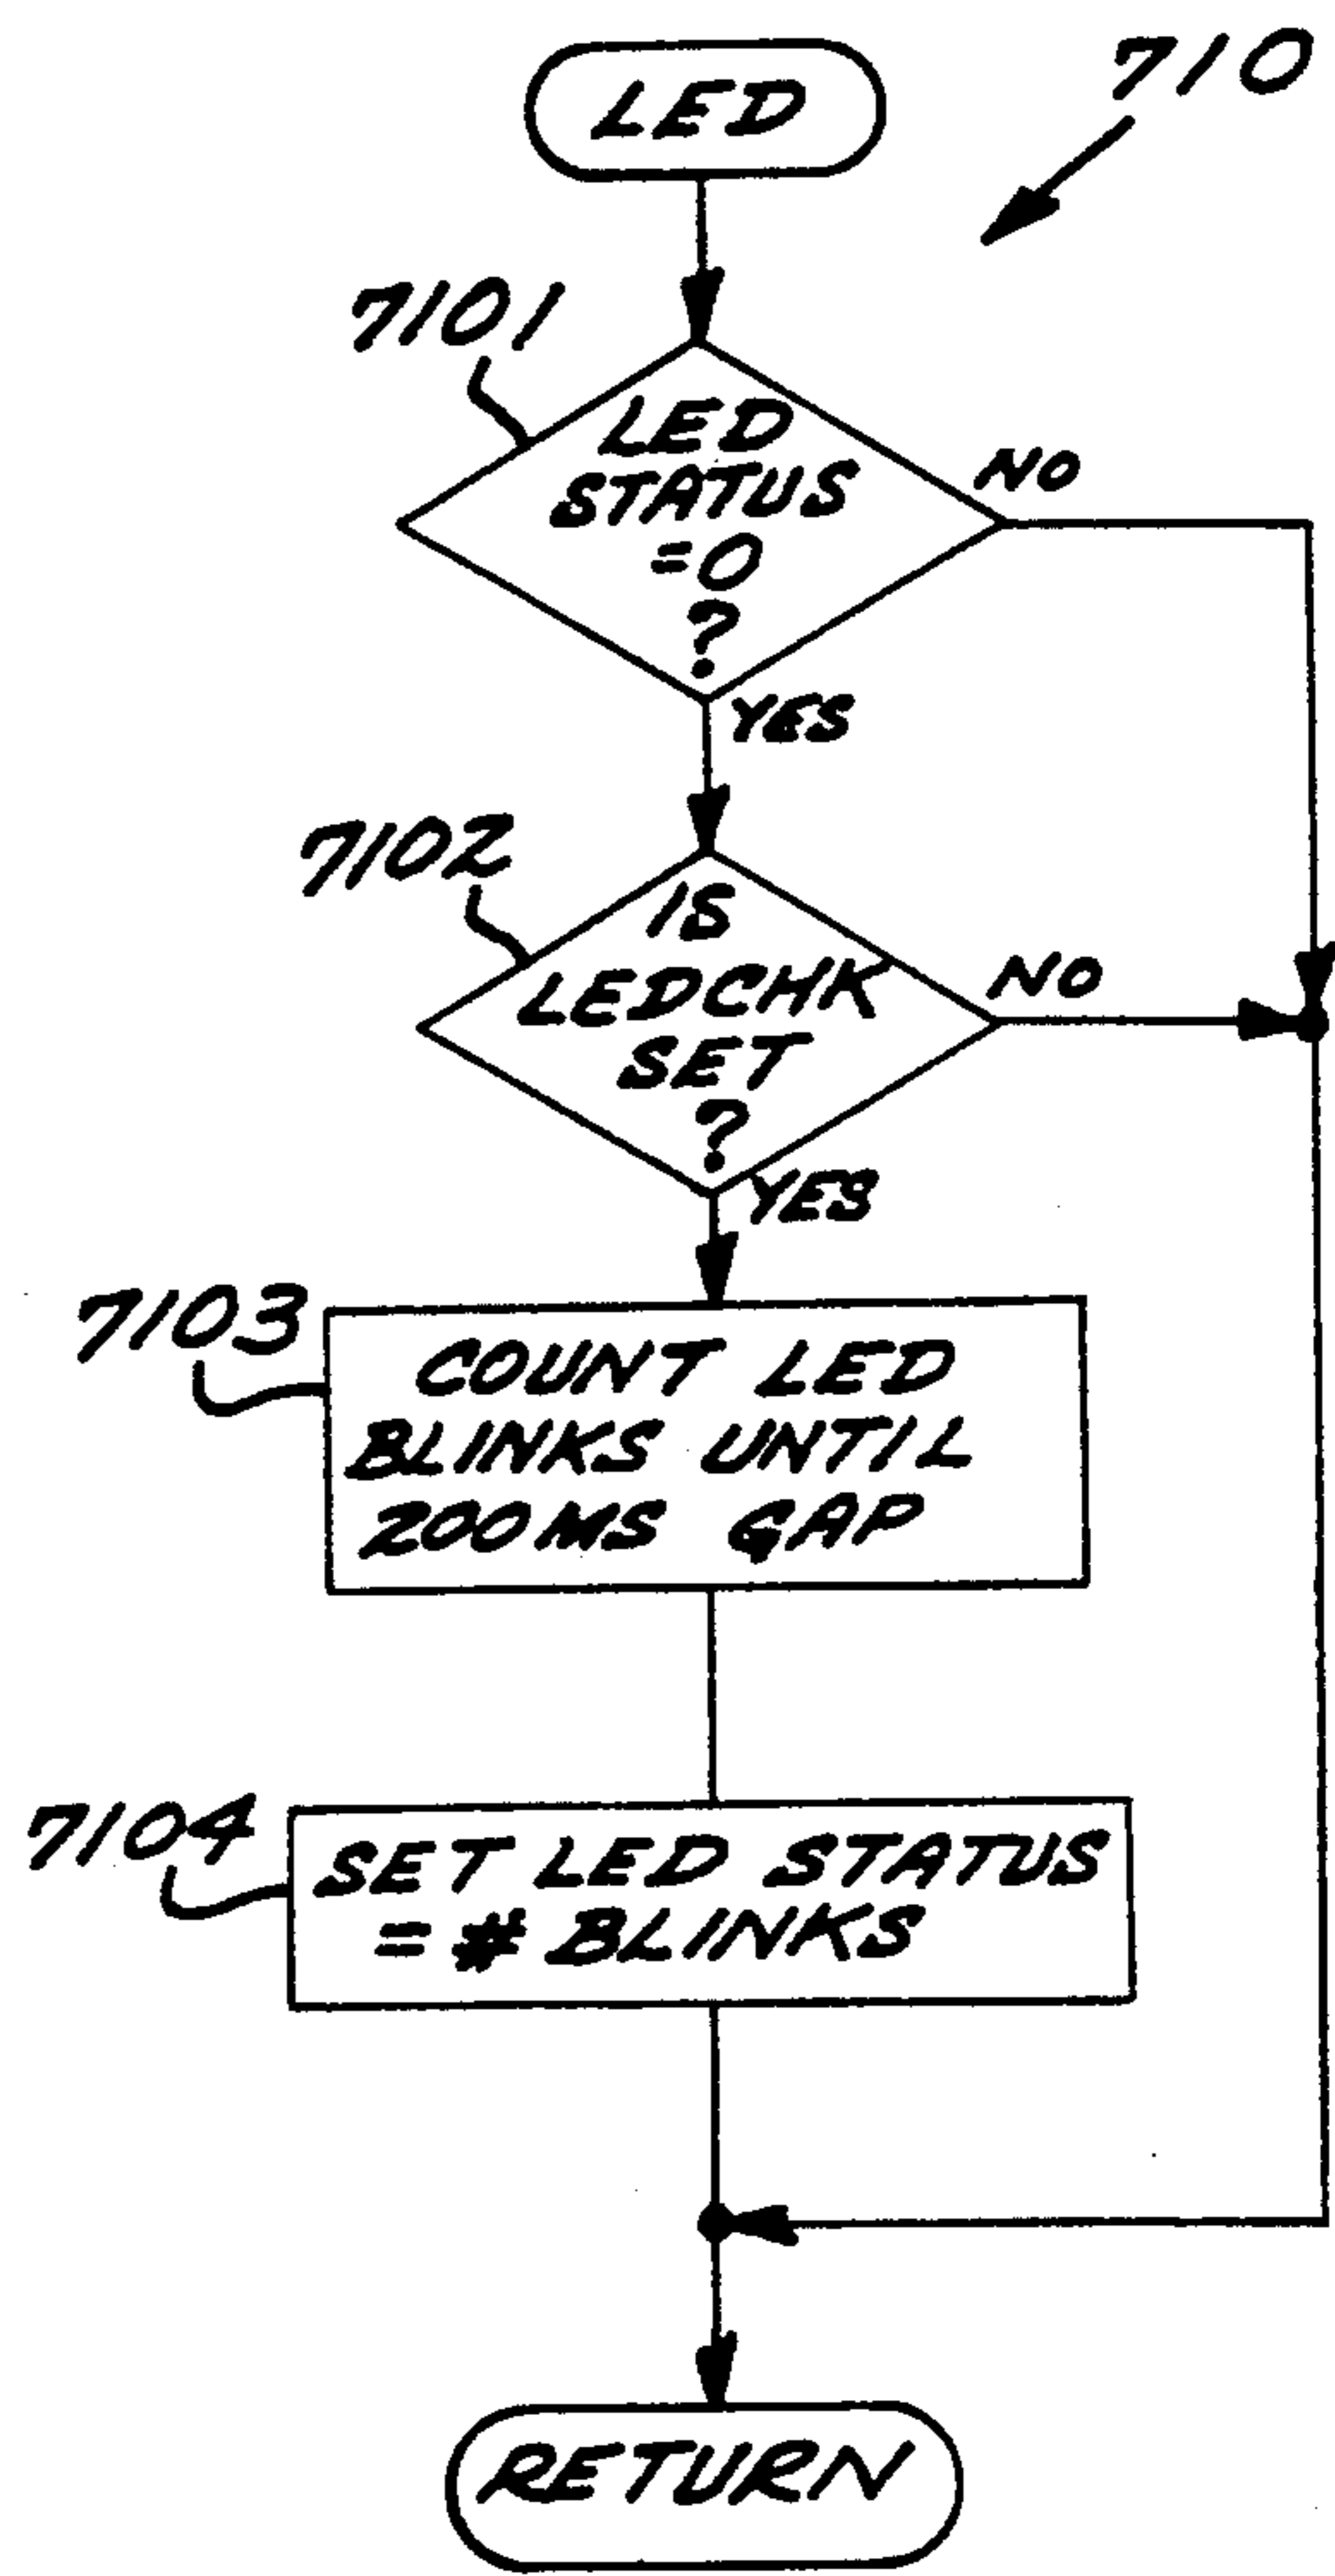 LED
710
7101
LED
STATUS
=0
?
NO
YES
7102
IS
LEDCHK
SET
?
NO
YES
7103
COUNT LED
BLINKS UNTIL
200MS GAP
7104
SET LED STATUS
= # BLINKS
RETURN